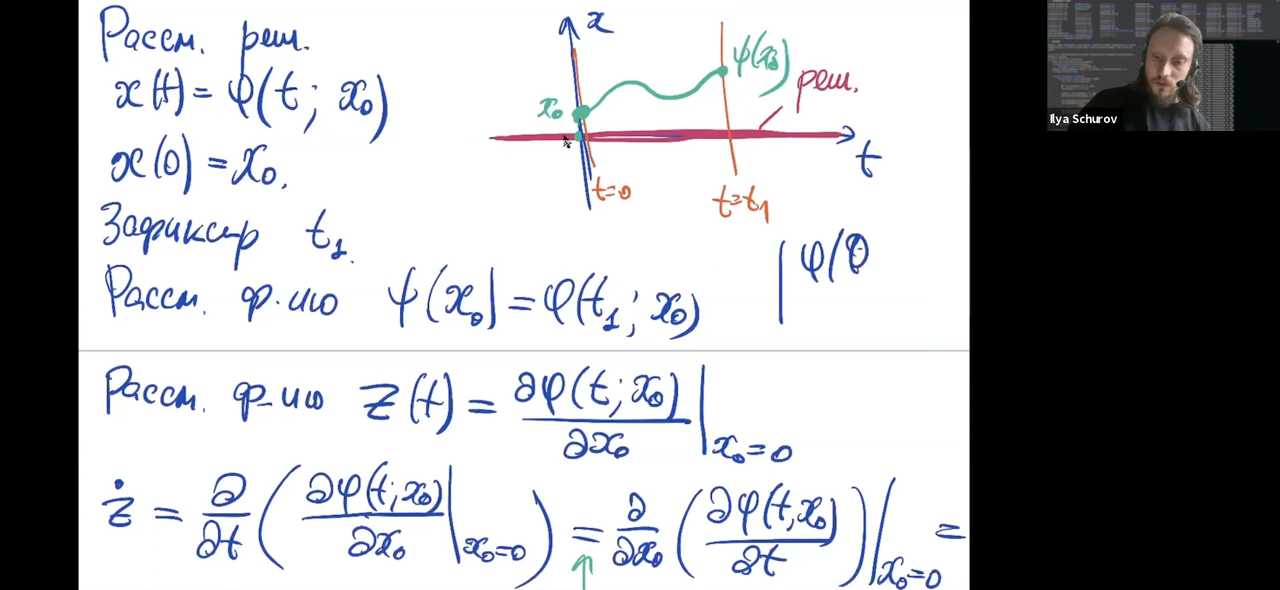 Рассм. реш.
x(t) = φ(t; x₀)
x(0) = x₀.
Зафиксир t₁.
Рассм. ф-ию ψ(x₀) = φ(t₁; x₀)
x
x₀
ψ(x₀)
реш.
t
t=0
t=t₁
φ(0
Ilya Schurov
Рассм. ф-ию z(t) = ∂φ(t; x₀)/∂x₀ |x₀=0
ż = ∂/∂t (∂φ(t; x₀)/∂x₀ |x₀=0) = ∂/∂x₀ (∂φ(t, x₀)/∂t) |x₀=0 =